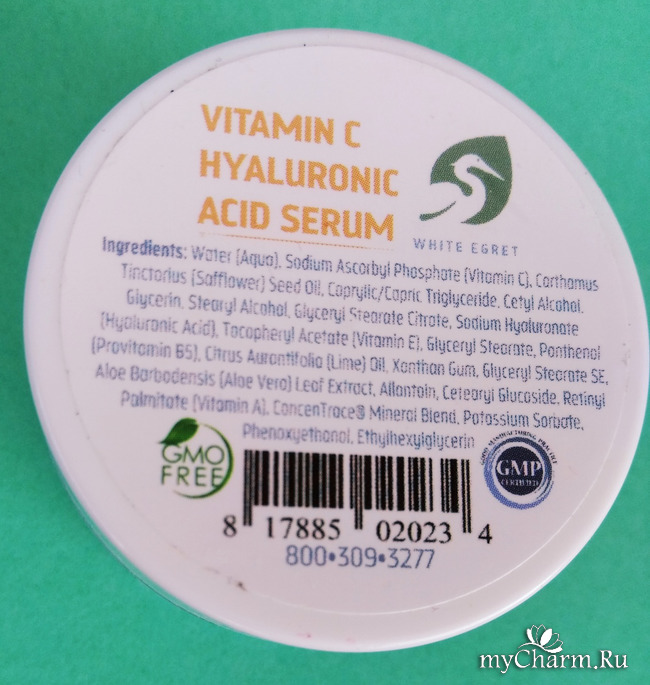 VITAMIN C
HYALURONIC
ACID SERUM
WHITE EGRET
Ingredients: Water (Aqua), Sodium Ascorbyl Phosphate (Vitamin C), Carthamus
Tinctorius (Safflower) Seed Oil, Caprylic/Capric Triglyceride, Cetyl Alcohol,
Glycerin, Stearyl Alcohol, Glyceryl Stearate Citrate, Sodium Hyaluronate
(Hyaluronic Acid), Tocopheryl Acetate (Vitamin E), Glyceryl Stearate, Panthenol
(Provitamin B5), Citrus Aurantifolia (Lime) Oil, Xanthan Gum, Glyceryl Stearate SE,
Aloe Barbadensis (Aloe Vera) Leaf Extract, Allantoin, Cetearyl Glucoside, Retinyl
Palmitate (Vitamin A), ConcenTrace® Mineral Blend, Potassium Sorbate,
Phenoxyethanol, Ethylhexylglycerin
GMO
FREE
GOOD MANUFACTURING PRACTICE
GMP
CERTIFIED
8 17885 02023 4
800•309•3277
myCharm.Ru